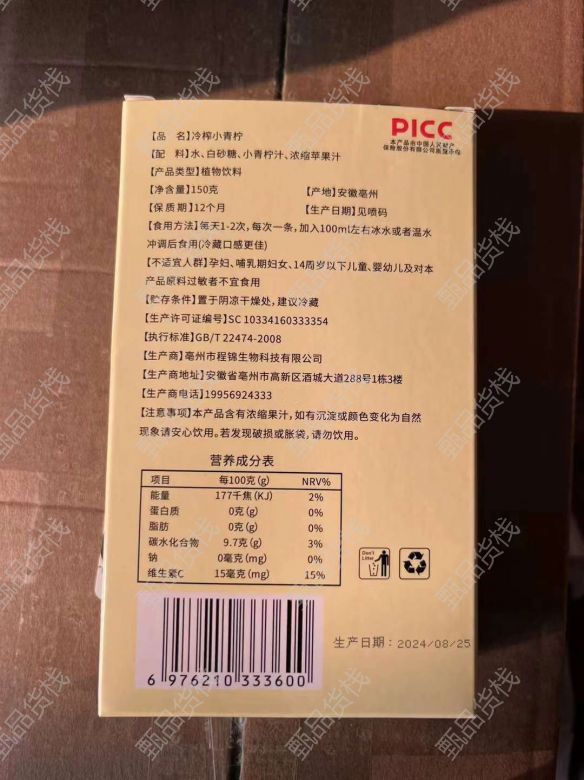 PICC
本产品由中国人民财产
保险股份有限公司质量承保
【品 名】冷榨小青柠
【配 料】水、白砂糖、小青柠汁、浓缩苹果汁
【产品类型】植物饮料
【净含量】150克 【产地】安徽亳州
【保质期】12个月 【生产日期】见喷码
【食用方法】每天1-2次，每次一条，加入100ml左右冰水或者温水
冲调后食用(冷藏口感更佳)
【不适宜人群】孕妇、哺乳期妇女、14周岁以下儿童、婴幼儿及对本
产品原料过敏者不宜食用
【贮存条件】置于阴凉干燥处，建议冷藏
【生产许可证编号】SC 10334160333354
【执行标准】GB/T 22474-2008
【生产商】亳州市程锦生物科技有限公司
【生产商地址】安徽省亳州市高新区酒城大道288号1栋3楼
【生产商电话】19956924333
【注意事项】本产品含有浓缩果汁，如有沉淀或颜色变化为自然
现象请安心饮用。若发现破损或胀袋，请勿饮用。
营养成分表
项目 每100克(g) NRV%
能量 177千焦(KJ) 2%
蛋白质 0克(g) 0%
脂肪 0克(g) 0%
碳水化合物 9.7克(g) 3%
钠 0毫克(mg) 0%
维生素C 15毫克(mg) 15%
Don't
Litter
生产日期：2024/08/25
6 976210 333600
甄品货栈